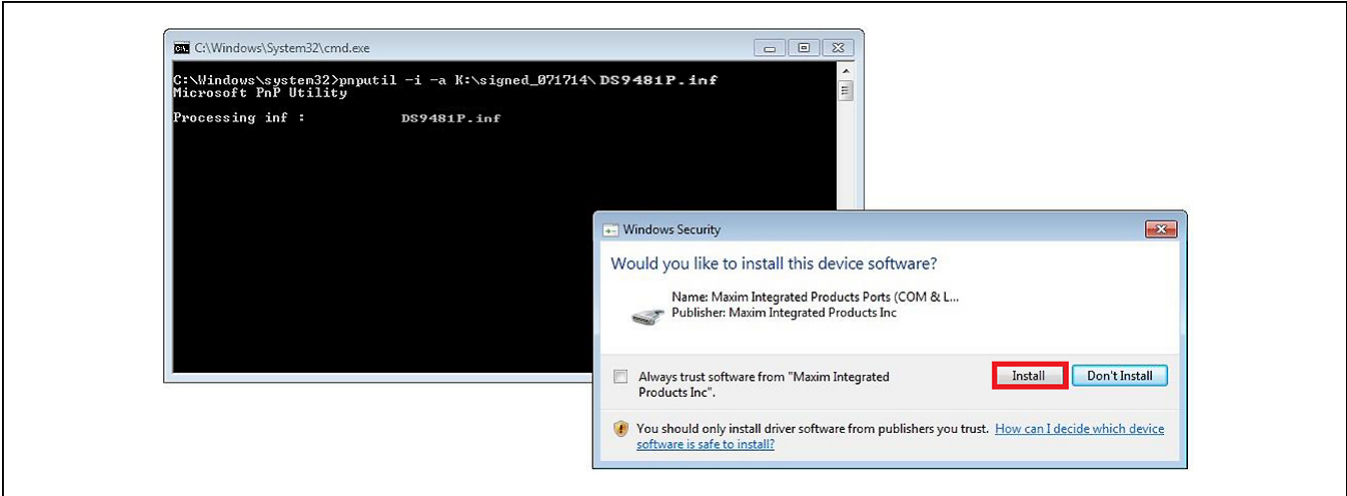 C:\Windows\System32\cmd.exe
C:\Windows\system32>pnputil -i -a K:\signed_071714\DS9481P.inf
Microsoft PnP Utility
Processing inf : DS9481P.inf
Windows Security
Would you like to install this device software?
Name: Maxim Integrated Products Ports (COM & L...
Publisher: Maxim Integrated Products Inc
Always trust software from "Maxim Integrated
Products Inc".
Install Don't Install
You should only install driver software from publishers you trust. How can I decide which device
software is safe to install?